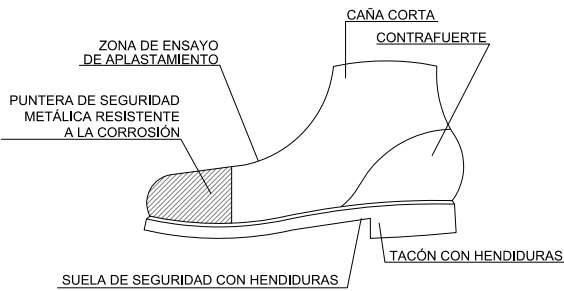 CAÑA CORTA
CONTRAFUERTE
ZONA DE ENSAYO
DE APLASTAMIENTO
PUNTERA DE SEGURIDAD
METÁLICA RESISTENTE
A LA CORROSIÓN
TACÓN CON HENDIDURAS
SUELA DE SEGURIDAD CON HENDIDURAS